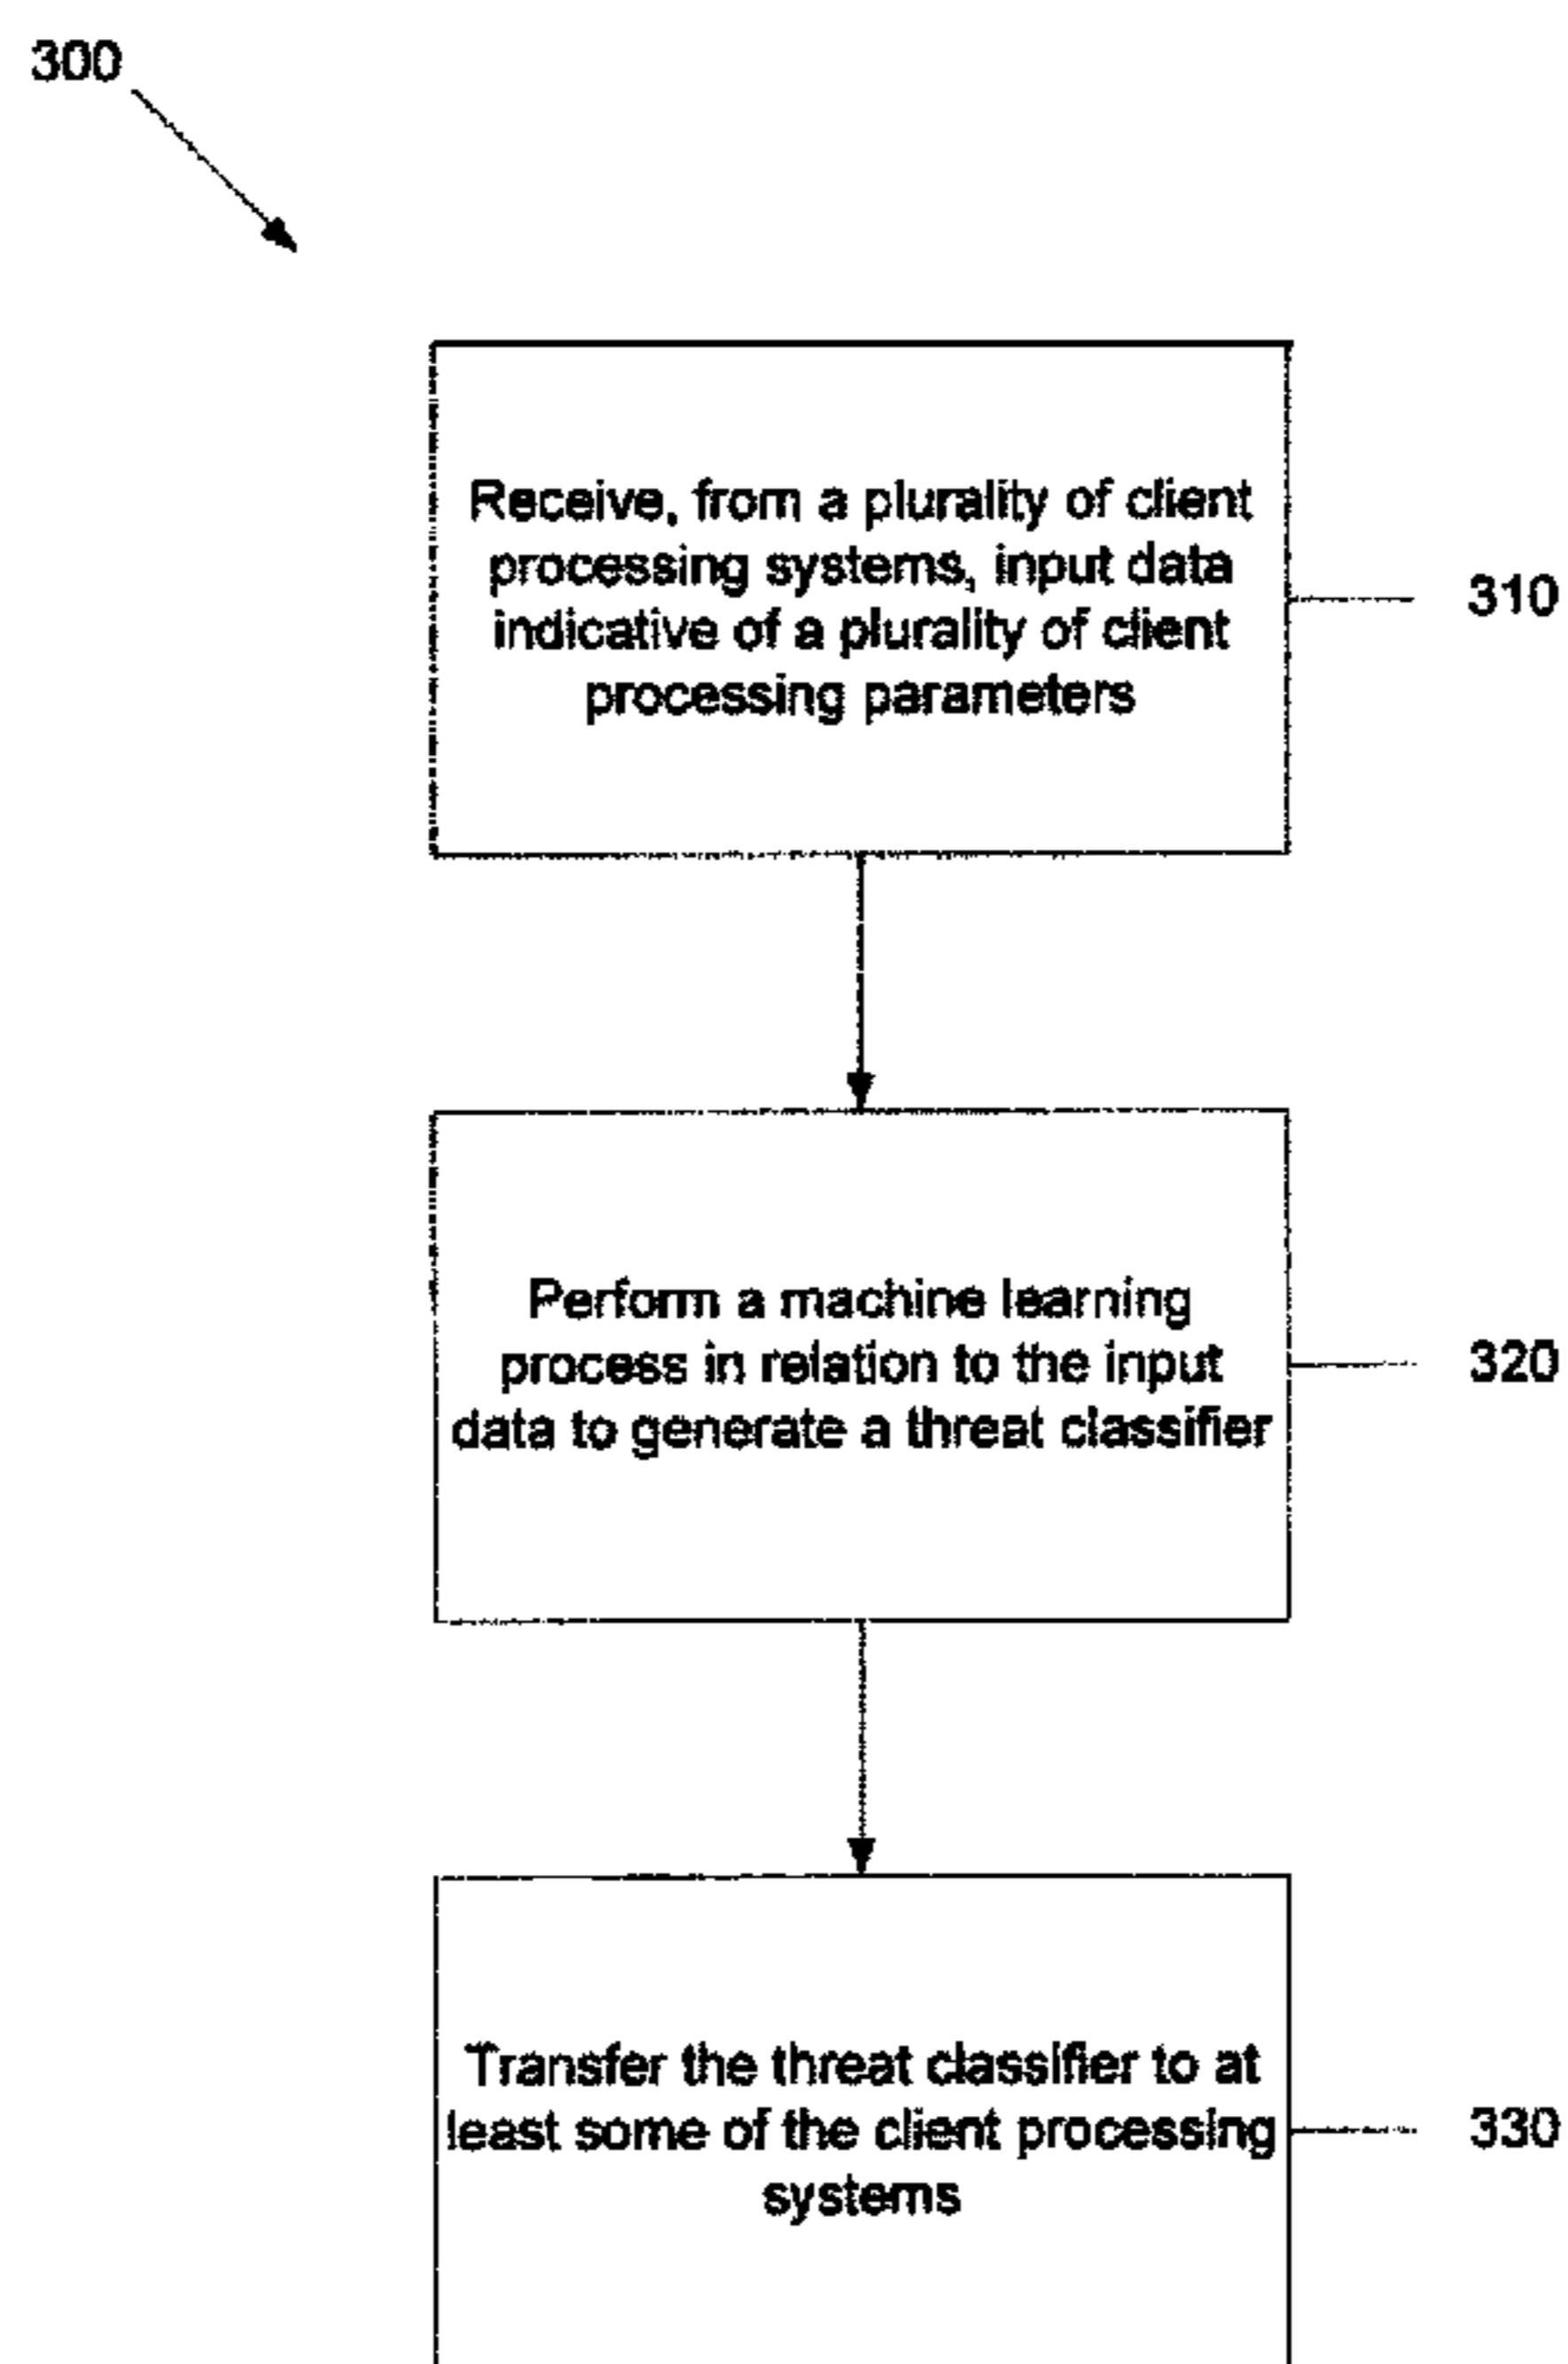 300
Receive, from a plurality of client
processing systems, input data
indicative of a plurality of client
processing parameters
310
Perform a machine learning
process in relation to the input
data to generate a threat classifier
320
Transfer the threat classifier to at
least some of the client processing
systems
330